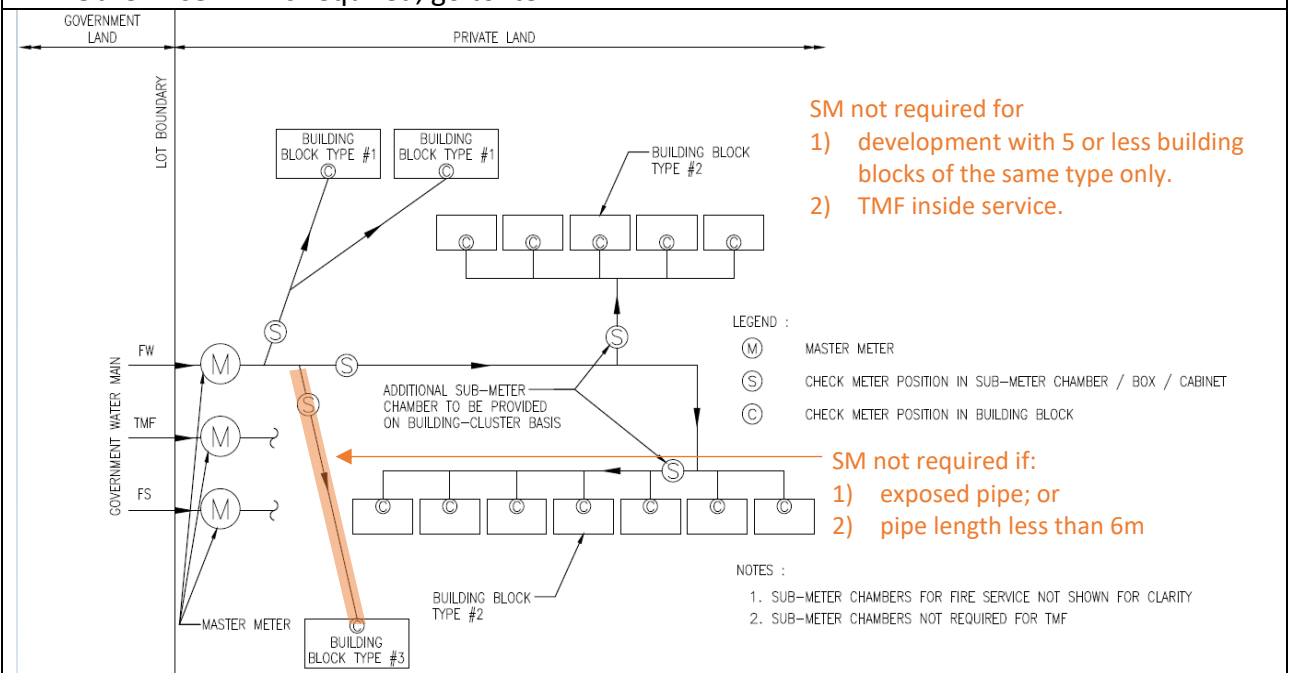 GOVERNMENT
LAND
PRIVATE LAND
LOT BOUNDARY
BUILDING
BLOCK TYPE #1
C
BUILDING
BLOCK TYPE #1
C
BUILDING BLOCK
TYPE #2
SM not required for
1) development with 5 or less building
blocks of the same type only.
2) TMF inside service.
C C C C C
S
S
LEGEND :
M MASTER METER
S CHECK METER POSITION IN SUB-METER CHAMBER / BOX / CABINET
C CHECK METER POSITION IN BUILDING BLOCK
GOVERNMENT WATER MAIN
FW
M
S
S
ADDITIONAL SUB-METER
CHAMBER TO BE PROVIDED
ON BUILDING-CLUSTER BASIS
TMF
M
FS
M
S
SM not required if:
1) exposed pipe; or
2) pipe length less than 6m
C C C C C C C
BUILDING BLOCK
TYPE #2
MASTER METER
C
BUILDING
BLOCK TYPE #3
NOTES :
1. SUB-METER CHAMBERS FOR FIRE SERVICE NOT SHOWN FOR CLARITY
2. SUB-METER CHAMBERS NOT REQUIRED FOR TMF